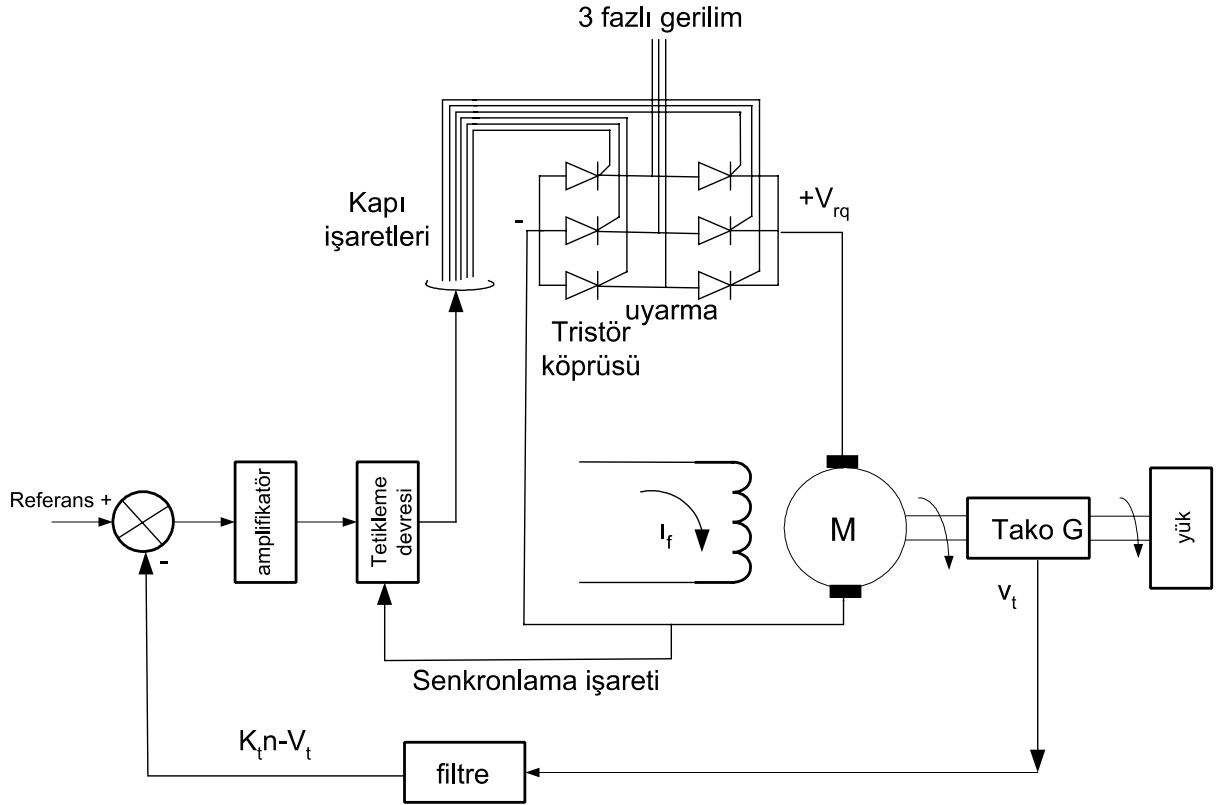 3 fazlı gerilim
Kapı
işaretleri
-
+V_rq
uyarma
Tristör
köprüsü
Referans +
-
amplifikatör
Tetikleme
devresi
I_f
M
Tako G
yük
v_t
Senkronlama işareti
K_tn-V_t
filtre